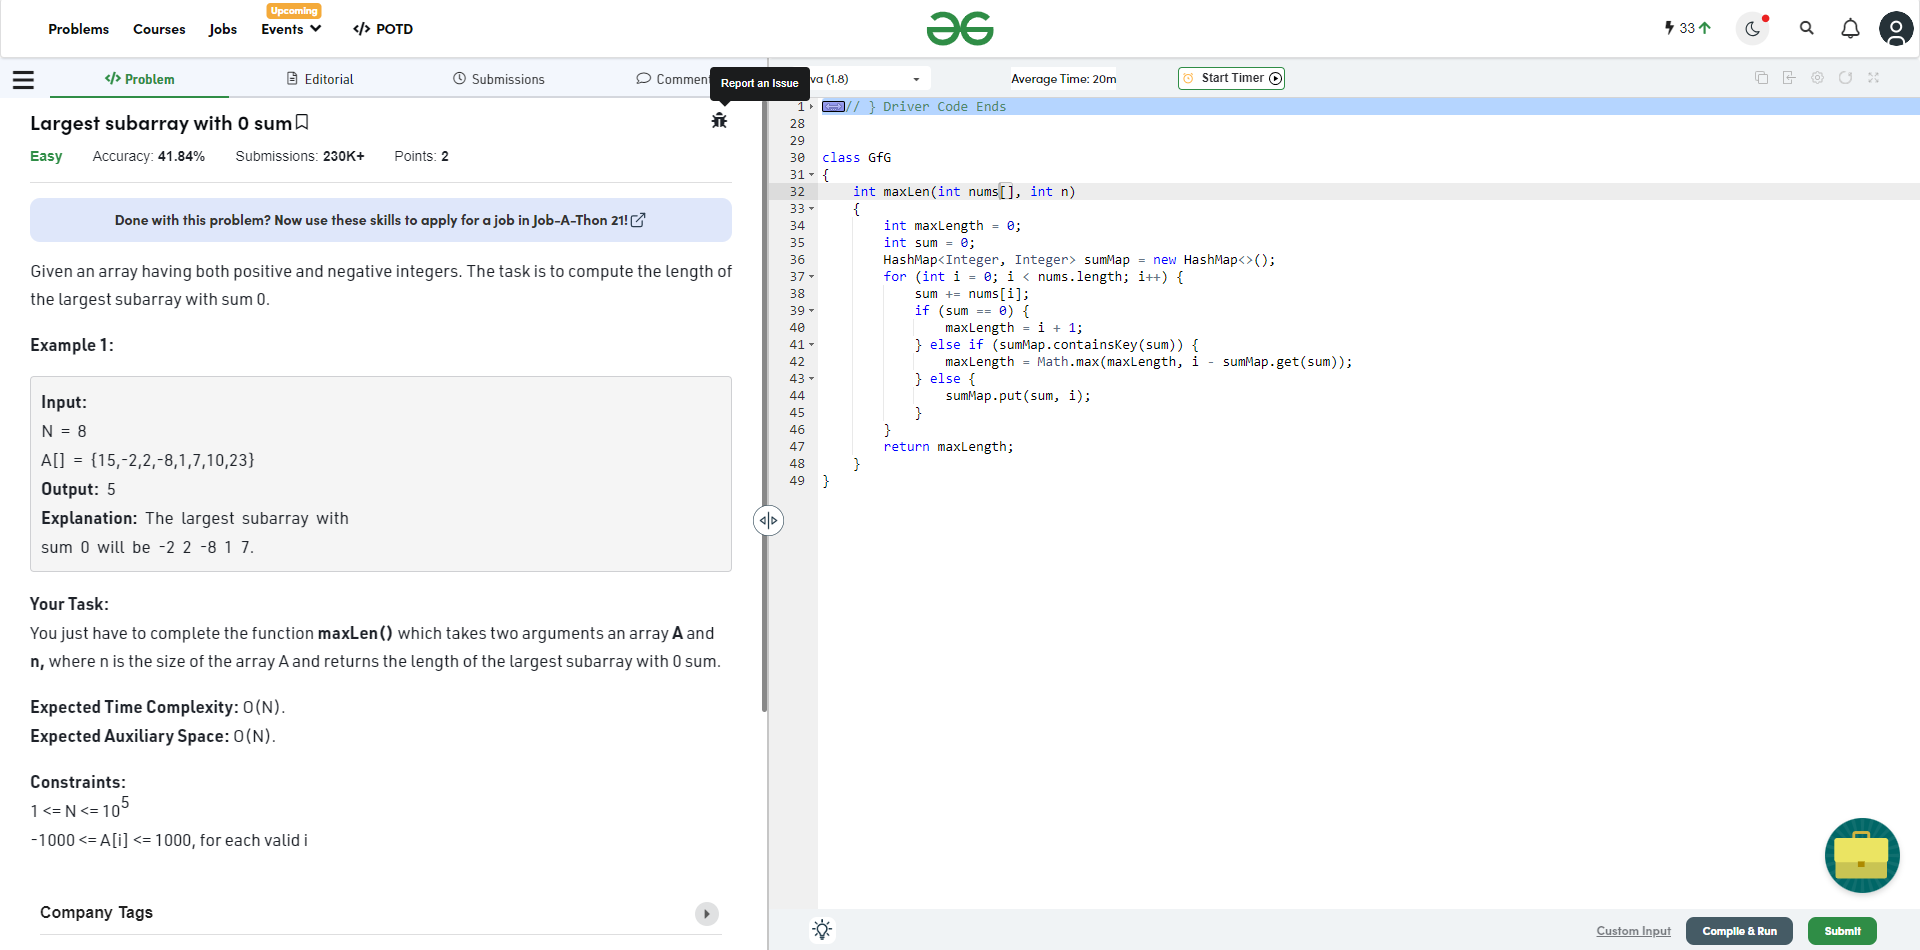 Problems Courses Jobs Upcoming Events </> POTD
33
</> Problem Editorial Submissions Comment
Report an Issue
(1.8) Average Time: 20m Start Timer
Largest subarray with 0 sum
Easy Accuracy: 41.84% Submissions: 230K+ Points: 2
Done with this problem? Now use these skills to apply for a job in Job-A-Thon 21!
Given an array having both positive and negative integers. The task is to compute the length of
the largest subarray with sum 0.
Example 1:
Input:
N = 8
A[] = {15,-2,2,-8,1,7,10,23}
Output: 5
Explanation: The largest subarray with
sum 0 will be -2 2 -8 1 7.
Your Task:
You just have to complete the function maxLen() which takes two arguments an array A and
n, where n is the size of the array A and returns the length of the largest subarray with 0 sum.
Expected Time Complexity: O(N).
Expected Auxiliary Space: O(N).
Constraints:
1 <= N <= 10^5
-1000 <= A[i] <= 1000, for each valid i
Company Tags
1 // } Driver Code Ends
28
29
30 class GfG
31 {
32     int maxLen(int nums[], int n)
33     {
34         int maxLength = 0;
35         int sum = 0;
36         HashMap<Integer, Integer> sumMap = new HashMap<>();
37         for (int i = 0; i < nums.length; i++) {
38             sum += nums[i];
39             if (sum == 0) {
40                 maxLength = i + 1;
41             } else if (sumMap.containsKey(sum)) {
42                 maxLength = Math.max(maxLength, i - sumMap.get(sum));
43             } else {
44                 sumMap.put(sum, i);
45             }
46         }
47         return maxLength;
48     }
49 }
Custom Input Compile & Run Submit